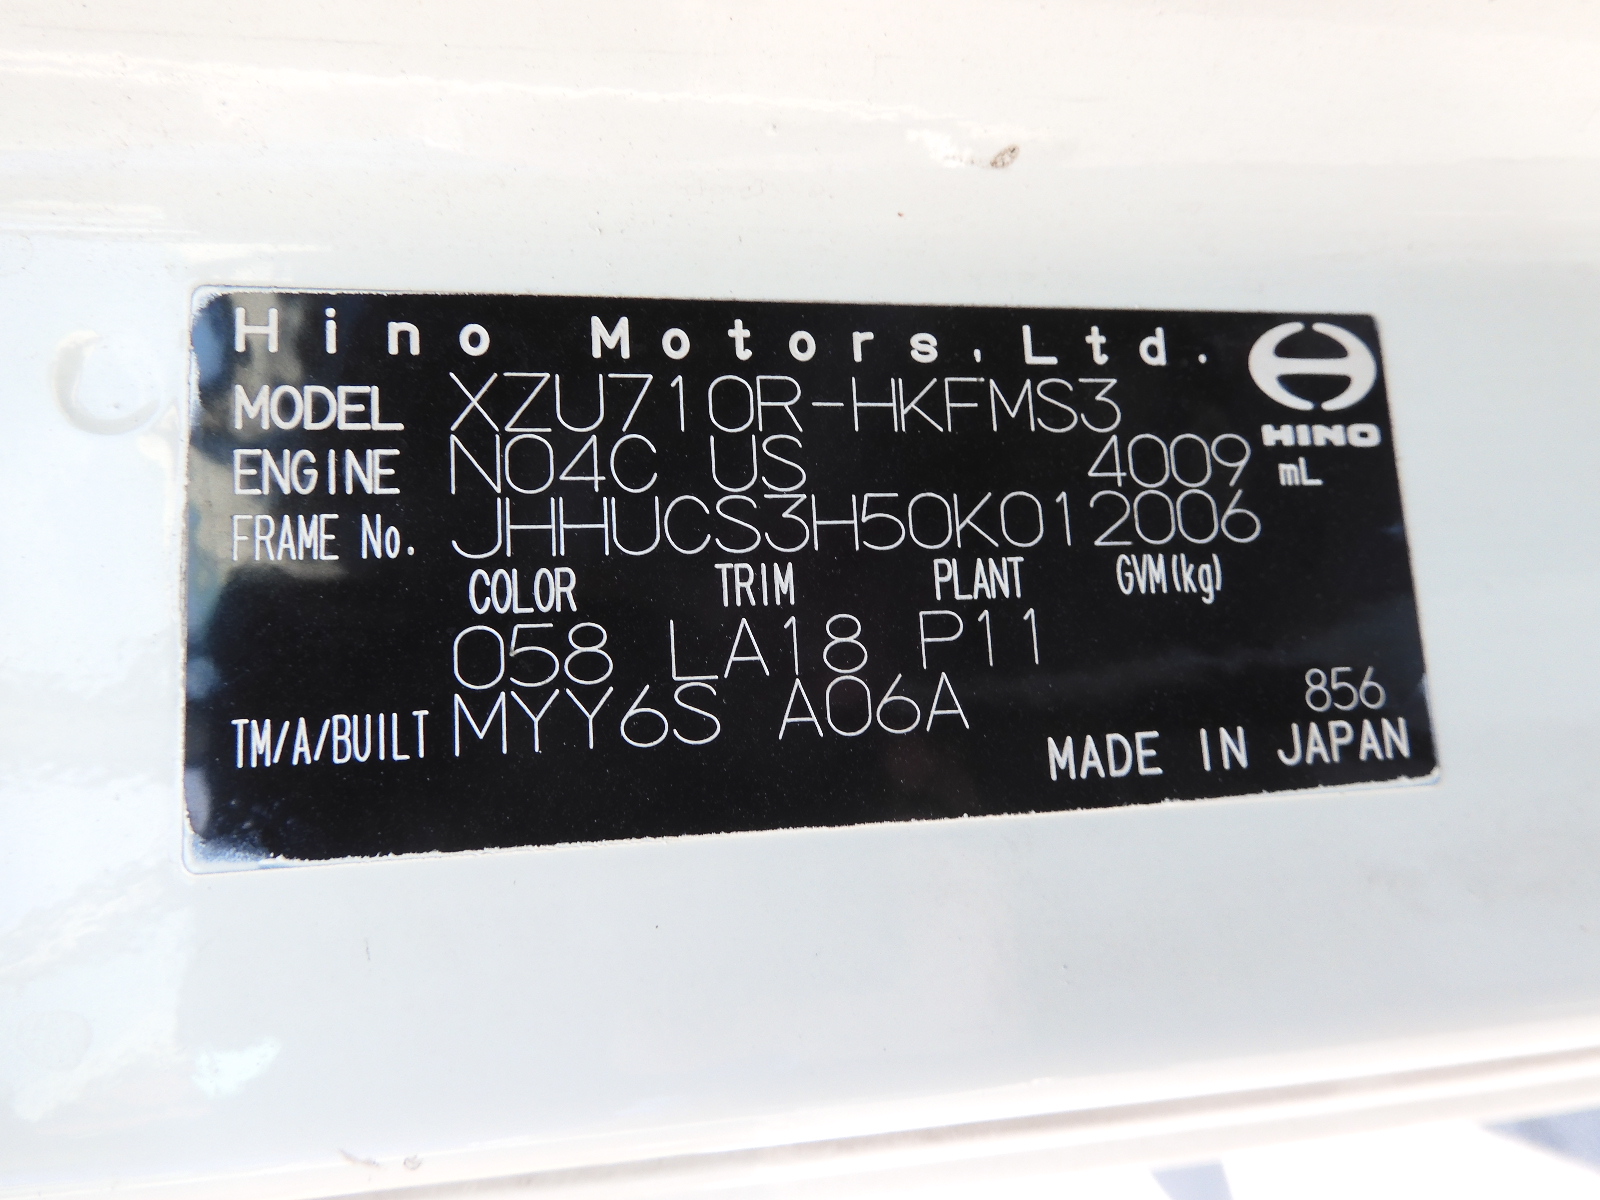 Hino Motors, Ltd.
HINO
MODEL XZU710R-HKFMS3
ENGINE N04C US 4009 mL
FRAME No. JHHUCS3H50K012006
COLOR TRIM PLANT GVM(kg)
058 LA18 P11
TM/A/BUILT MYY6S A06A
856
MADE IN JAPAN